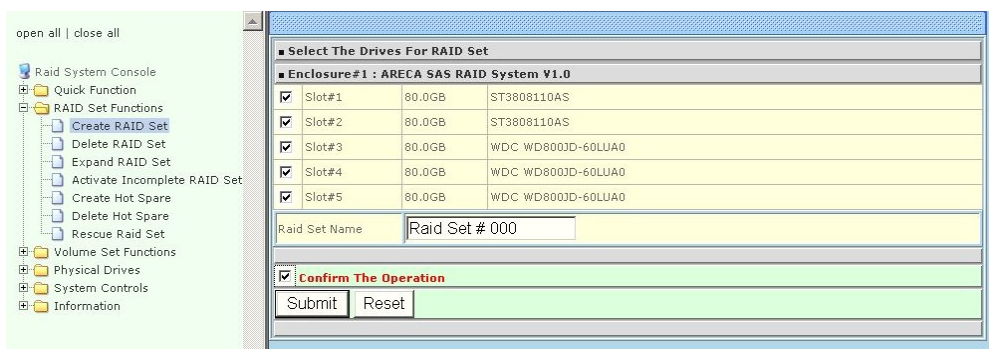 open all | close all
Raid System Console
Quick Function
RAID Set Functions
Create RAID Set
Delete RAID Set
Expand RAID Set
Activate Incomplete RAID Set
Create Hot Spare
Delete Hot Spare
Rescue Raid Set
Volume Set Functions
Physical Drives
System Controls
Information
Select The Drives For RAID Set
Enclosure#1 : ARECA SAS RAID System V1.0
Slot#1 80.0GB ST3808110AS
Slot#2 80.0GB ST3808110AS
Slot#3 80.0GB WDC WD800JD-60LUA0
Slot#4 80.0GB WDC WD800JD-60LUA0
Slot#5 80.0GB WDC WD800JD-60LUA0
Raid Set Name Raid Set # 000
Confirm The Operation
Submit Reset